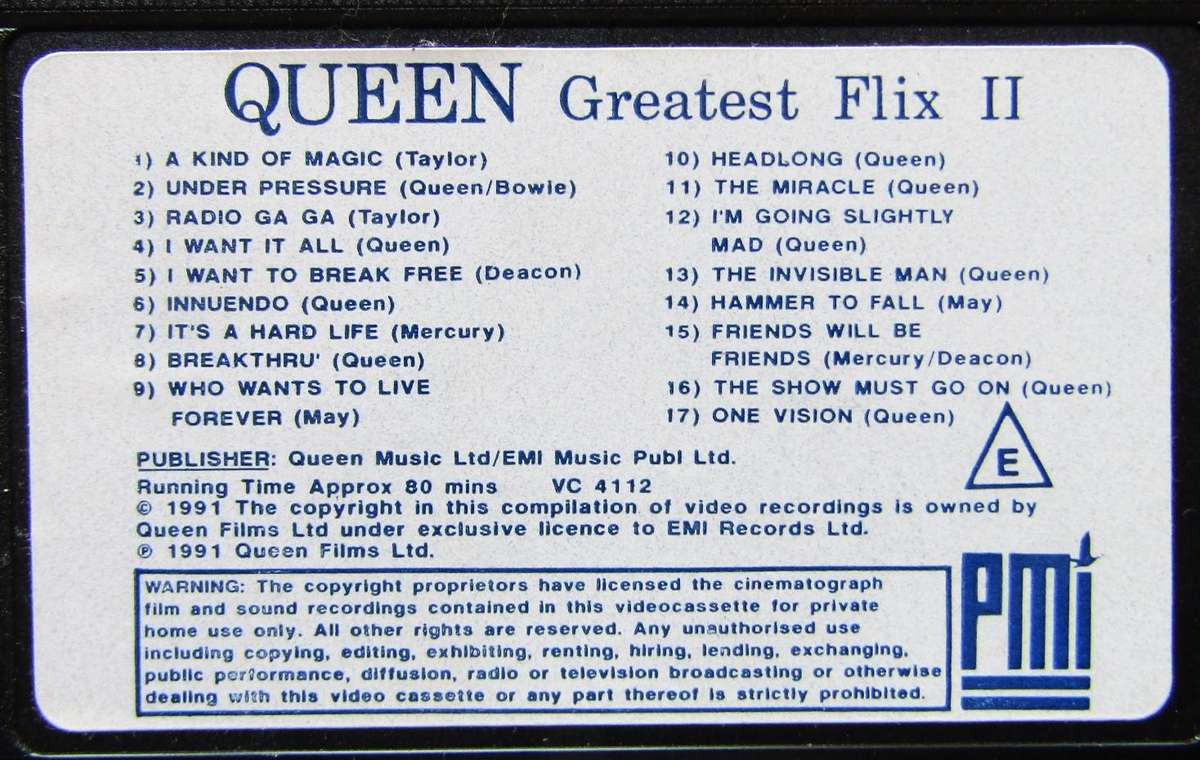 QUEEN Greatest Flix II
1) A KIND OF MAGIC (Taylor)
2) UNDER PRESSURE (Queen/Bowie)
3) RADIO GA GA (Taylor)
4) I WANT IT ALL (Queen)
5) I WANT TO BREAK FREE (Deacon)
6) INNUENDO (Queen)
7) IT'S A HARD LIFE (Mercury)
8) BREAKTHRU' (Queen)
9) WHO WANTS TO LIVE
FOREVER (May)
10) HEADLONG (Queen)
11) THE MIRACLE (Queen)
12) I'M GOING SLIGHTLY
MAD (Queen)
13) THE INVISIBLE MAN (Queen)
14) HAMMER TO FALL (May)
15) FRIENDS WILL BE
FRIENDS (Mercury/Deacon)
16) THE SHOW MUST GO ON (Queen)
17) ONE VISION (Queen)
E
PUBLISHER: Queen Music Ltd/EMI Music Publ Ltd.
Running Time Approx 80 mins VC 4112
© 1991 The copyright in this compilation of video recordings is owned by
Queen Films Ltd under exclusive licence to EMI Records Ltd.
℗ 1991 Queen Films Ltd.
WARNING: The copyright proprietors have licensed the cinematograph
film and sound recordings contained in this videocassette for private
home use only. All other rights are reserved. Any unauthorised use
including copying, editing, exhibiting, renting, hiring, lending, exchanging,
public performance, diffusion, radio or television broadcasting or otherwise
dealing with this video cassette or any part thereof is strictly prohibited.
PMi